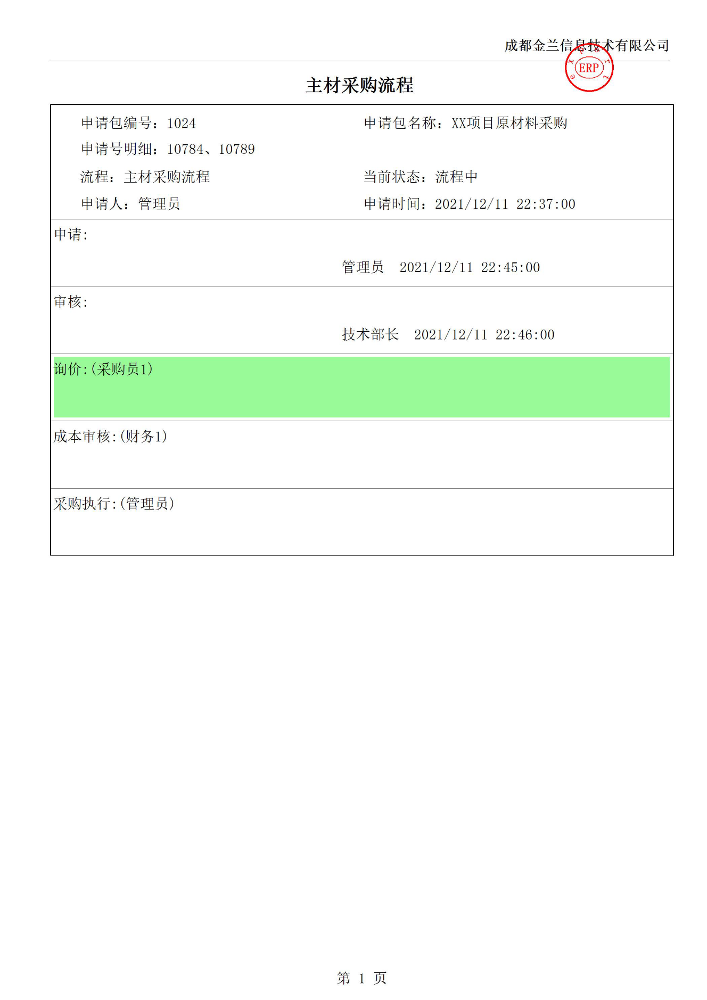 成都金兰信息技术有限公司
export
ERP
主材采购流程
申请包编号：1024 申请包名称：XX项目原材料采购
申请号明细：10784、10789
流程：主材采购流程 当前状态：流程中
申请人：管理员 申请时间：2021/12/11 22:37:00
申请:
管理员 2021/12/11 22:45:00
审核:
技术部长 2021/12/11 22:46:00
询价:(采购员1)
成本审核:(财务1)
采购执行:(管理员)
第 1 页